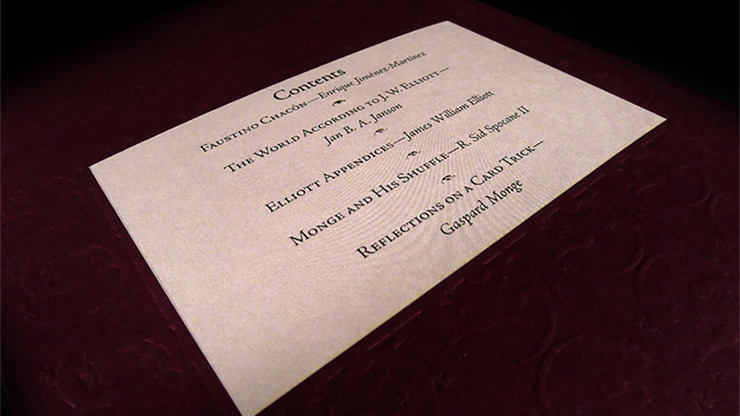 Contents
Faustino Chacón—Enrique Jiménez-Martínez
The World According to J.W. Elliott—
Jan B. A. Janson
Elliott Appendices—James William Elliott
Monge and His Shuffle—R. Sid Spocane II
Reflections on a Card Trick—
Gaspard Monge